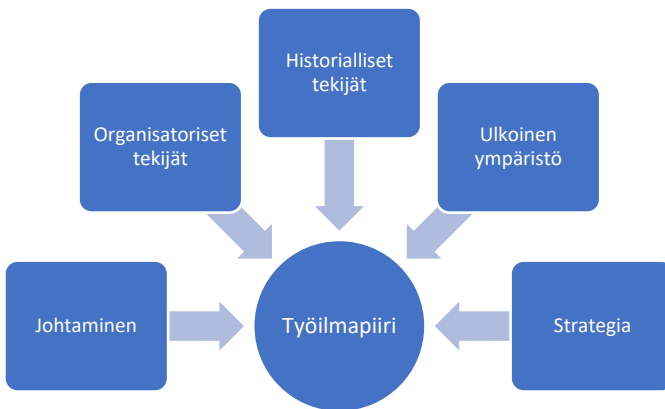 Historialliset
tekijät
Organisatoriset
tekijät
Ulkoinen
ympäristö
Johtaminen
Työilmapiiri
Strategia